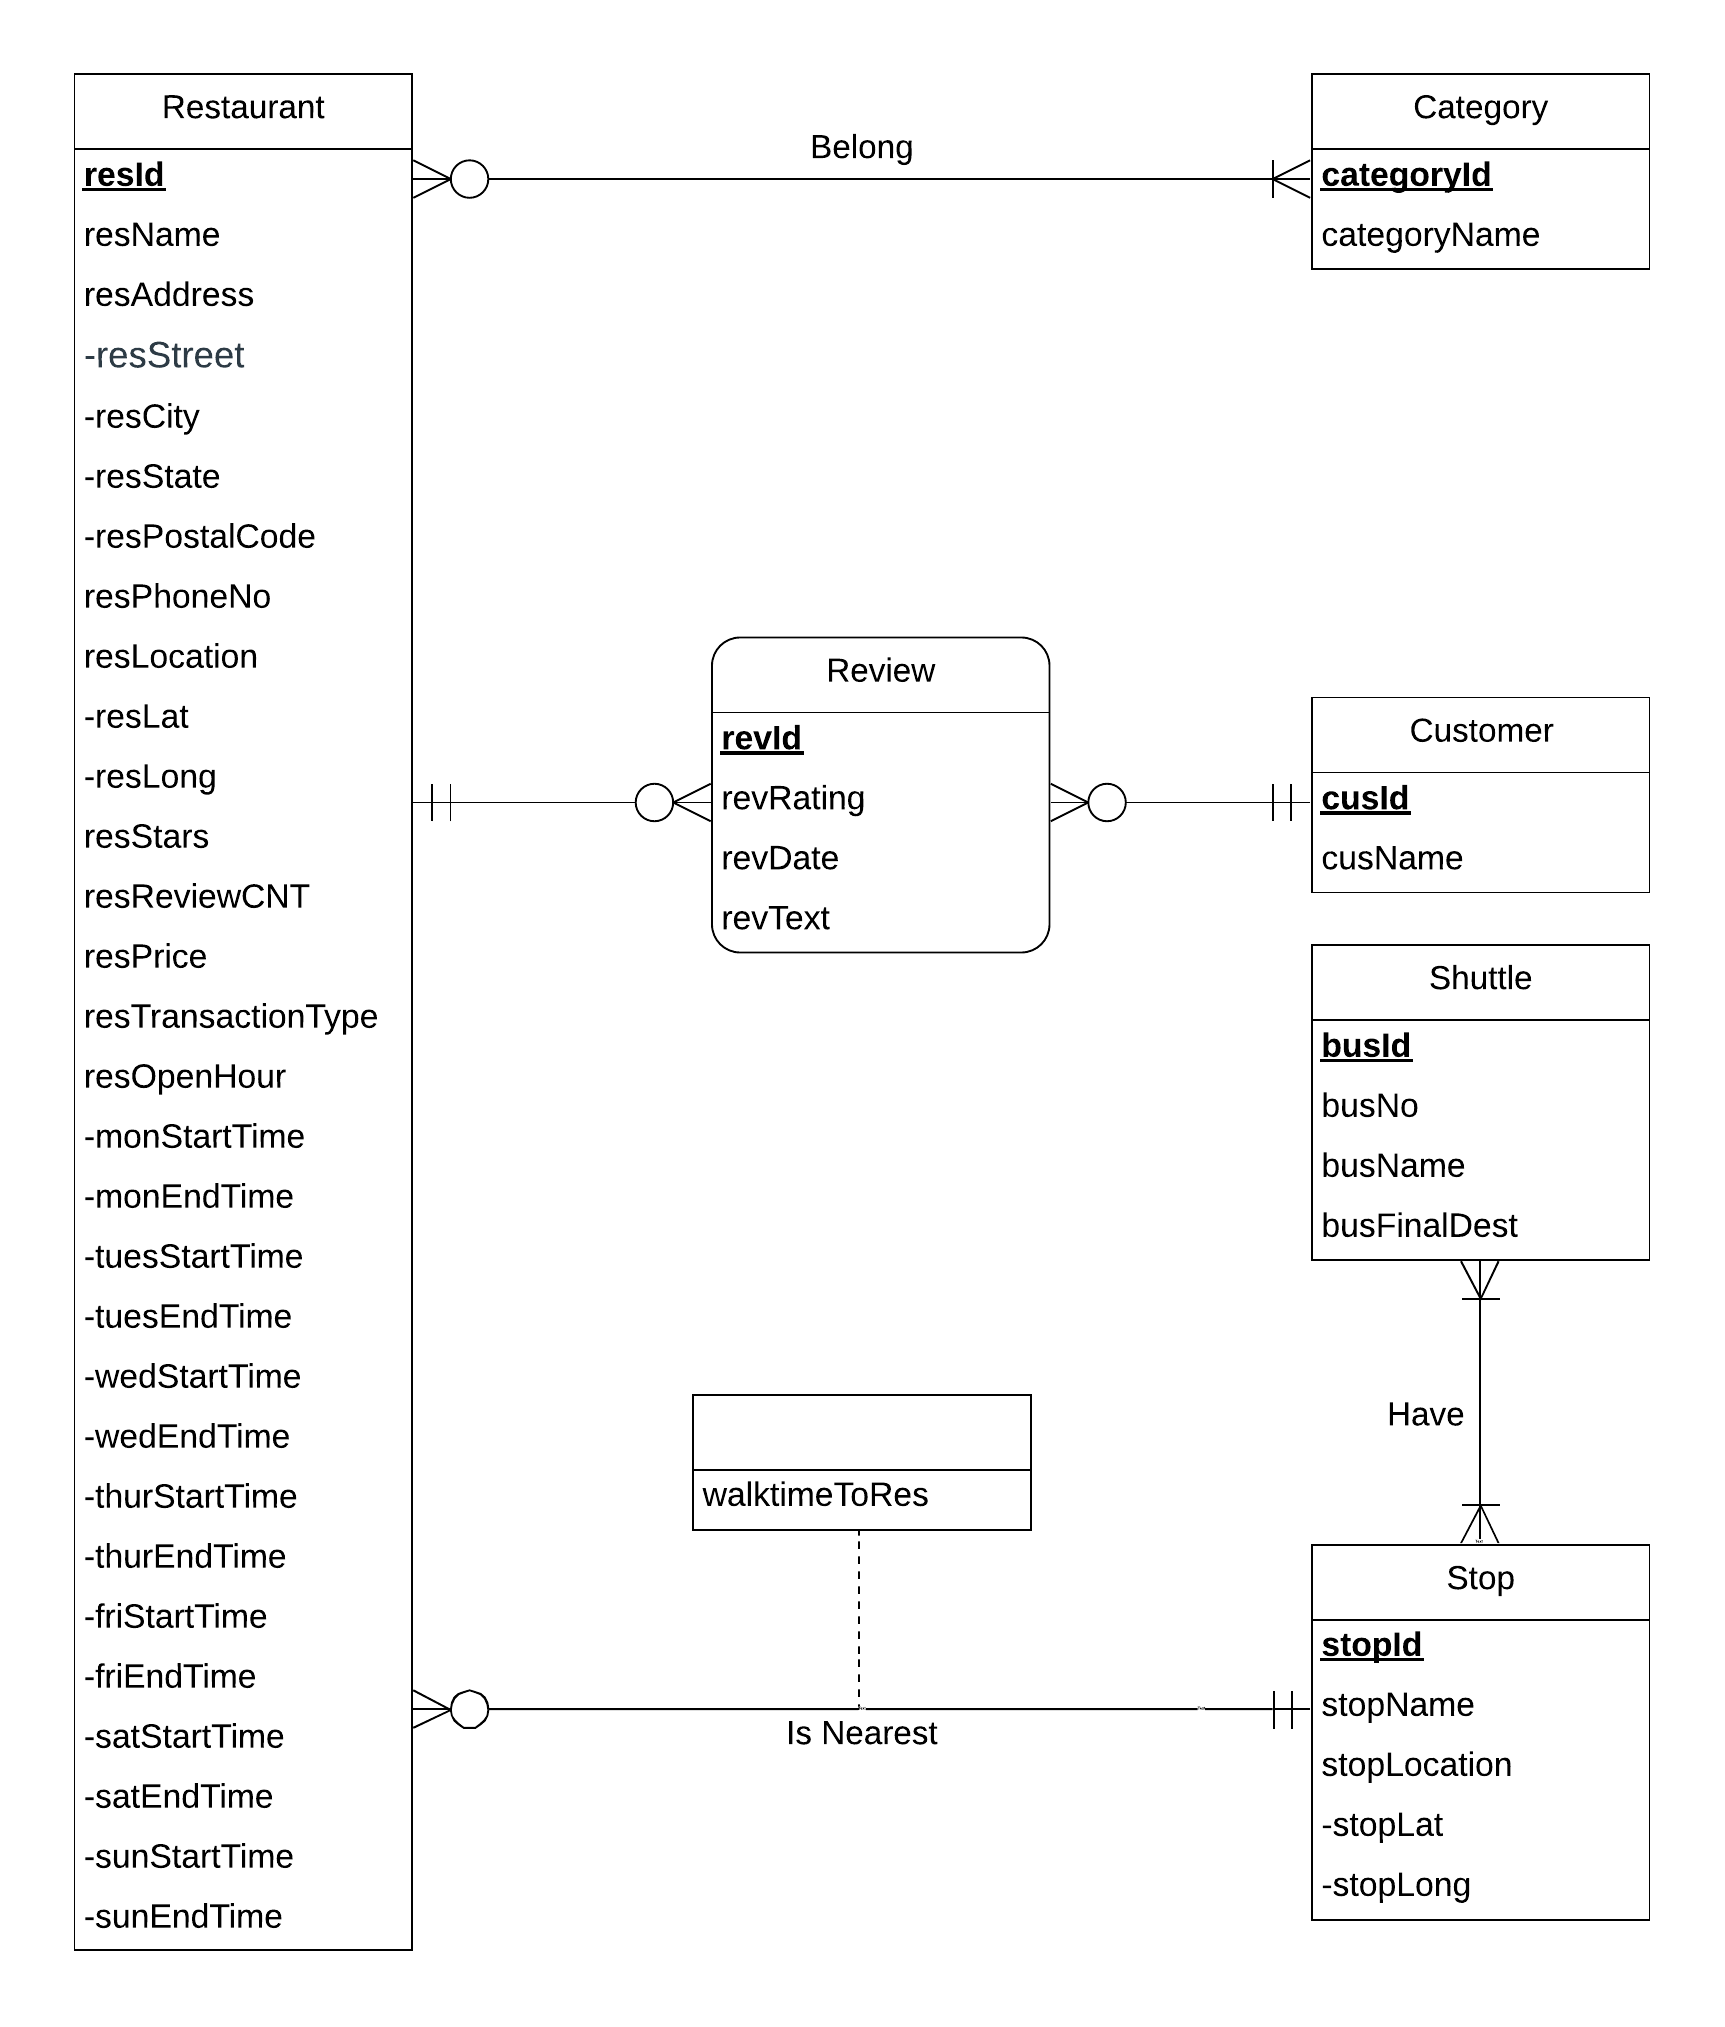 Restaurant
resId
resName
resAddress
-resStreet
-resCity
-resState
-resPostalCode
resPhoneNo
resLocation
-resLat
-resLong
resStars
resReviewCNT
resPrice
resTransactionType
resOpenHour
-monStartTime
-monEndTime
-tuesStartTime
-tuesEndTime
-wedStartTime
-wedEndTime
-thurStartTime
-thurEndTime
-friStartTime
-friEndTime
-satStartTime
-satEndTime
-sunStartTime
-sunEndTime
Belong
Category
categoryId
categoryName
Review
revId
revRating
revDate
revText
Customer
cusId
cusName
Shuttle
busId
busNo
busName
busFinalDest
Have
walktimeToRes
Is Nearest
Stop
stopId
stopName
stopLocation
-stopLat
-stopLong